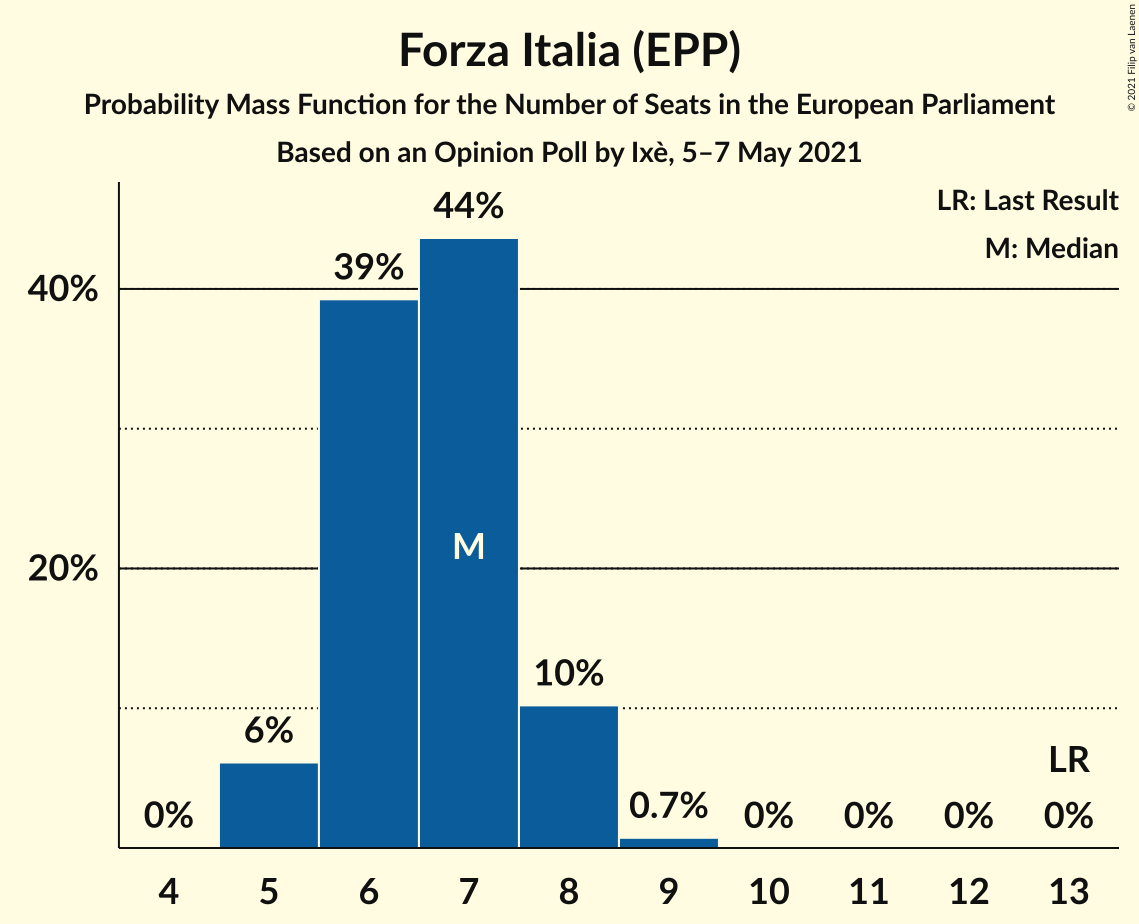 Forza Italia (EPP)
Probability Mass Function for the Number of Seats in the European Parliament
Based on an Opinion Poll by Ixè, 5–7 May 2021
© 2021 Filip van Laenen
LR: Last Result
M: Median
44%
39%
40%
M
20%
10%
6%
LR
0%
0.7%
0%
0%
0%
0%
4 5 6 7 8 9 10 11 12 13